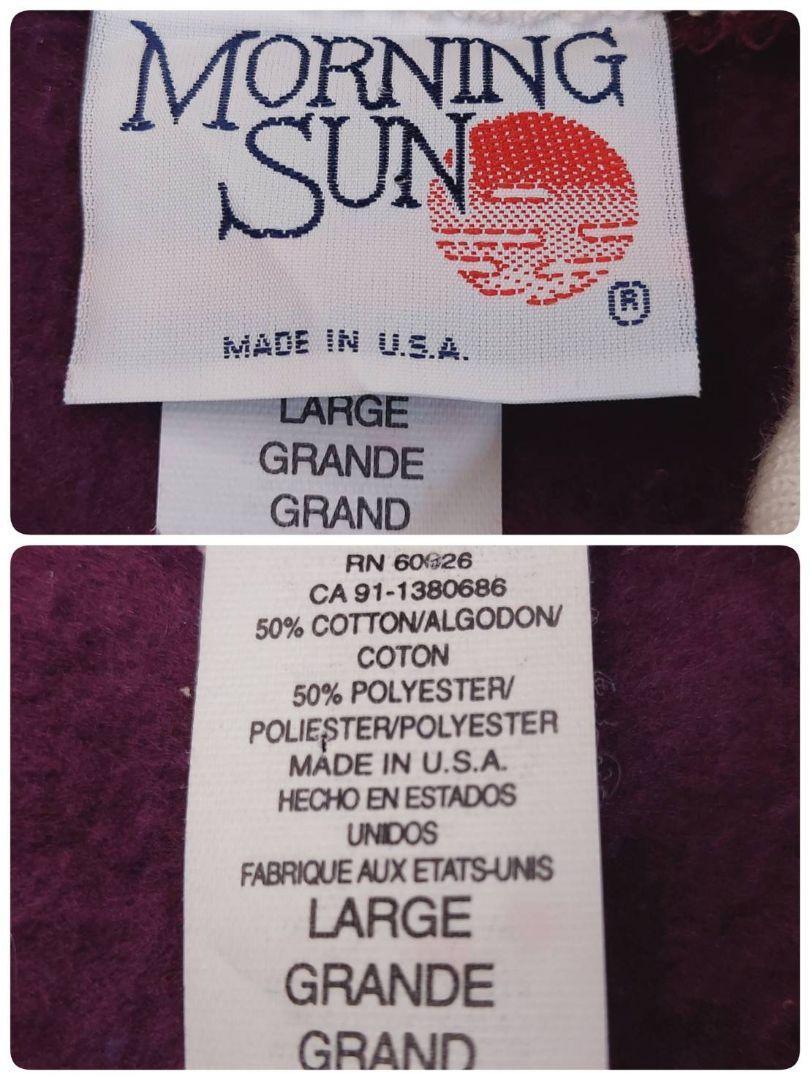 MORNING
SUN
®
MADE IN U.S.A.
LARGE
GRANDE
GRAND
RN
CA 91-1380686
50% COTTON/ALGODON/
COTON
50% POLYESTER/
POLIESTER/POLYESTER
MADE IN U.S.A.
HECHO EN ESTADOS
UNIDOS
FABRIQUE AUX ETATS-UNIS
LARGE
GRANDE
GRAND